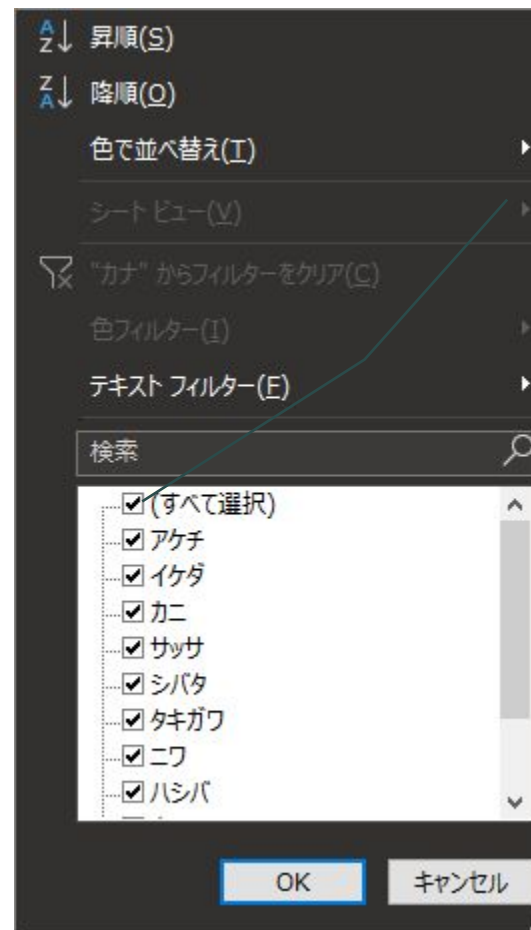 昇順(S)
降順(O)
色で並べ替え(T)
シート ビュー(V)
"カナ" からフィルターをクリア(C)
色フィルター(I)
テキスト フィルター(F)
検索
(すべて選択)
アケチ
イケダ
カニ
サッサ
シバタ
タキガワ
ニワ
ハシバ
OK
キャンセル